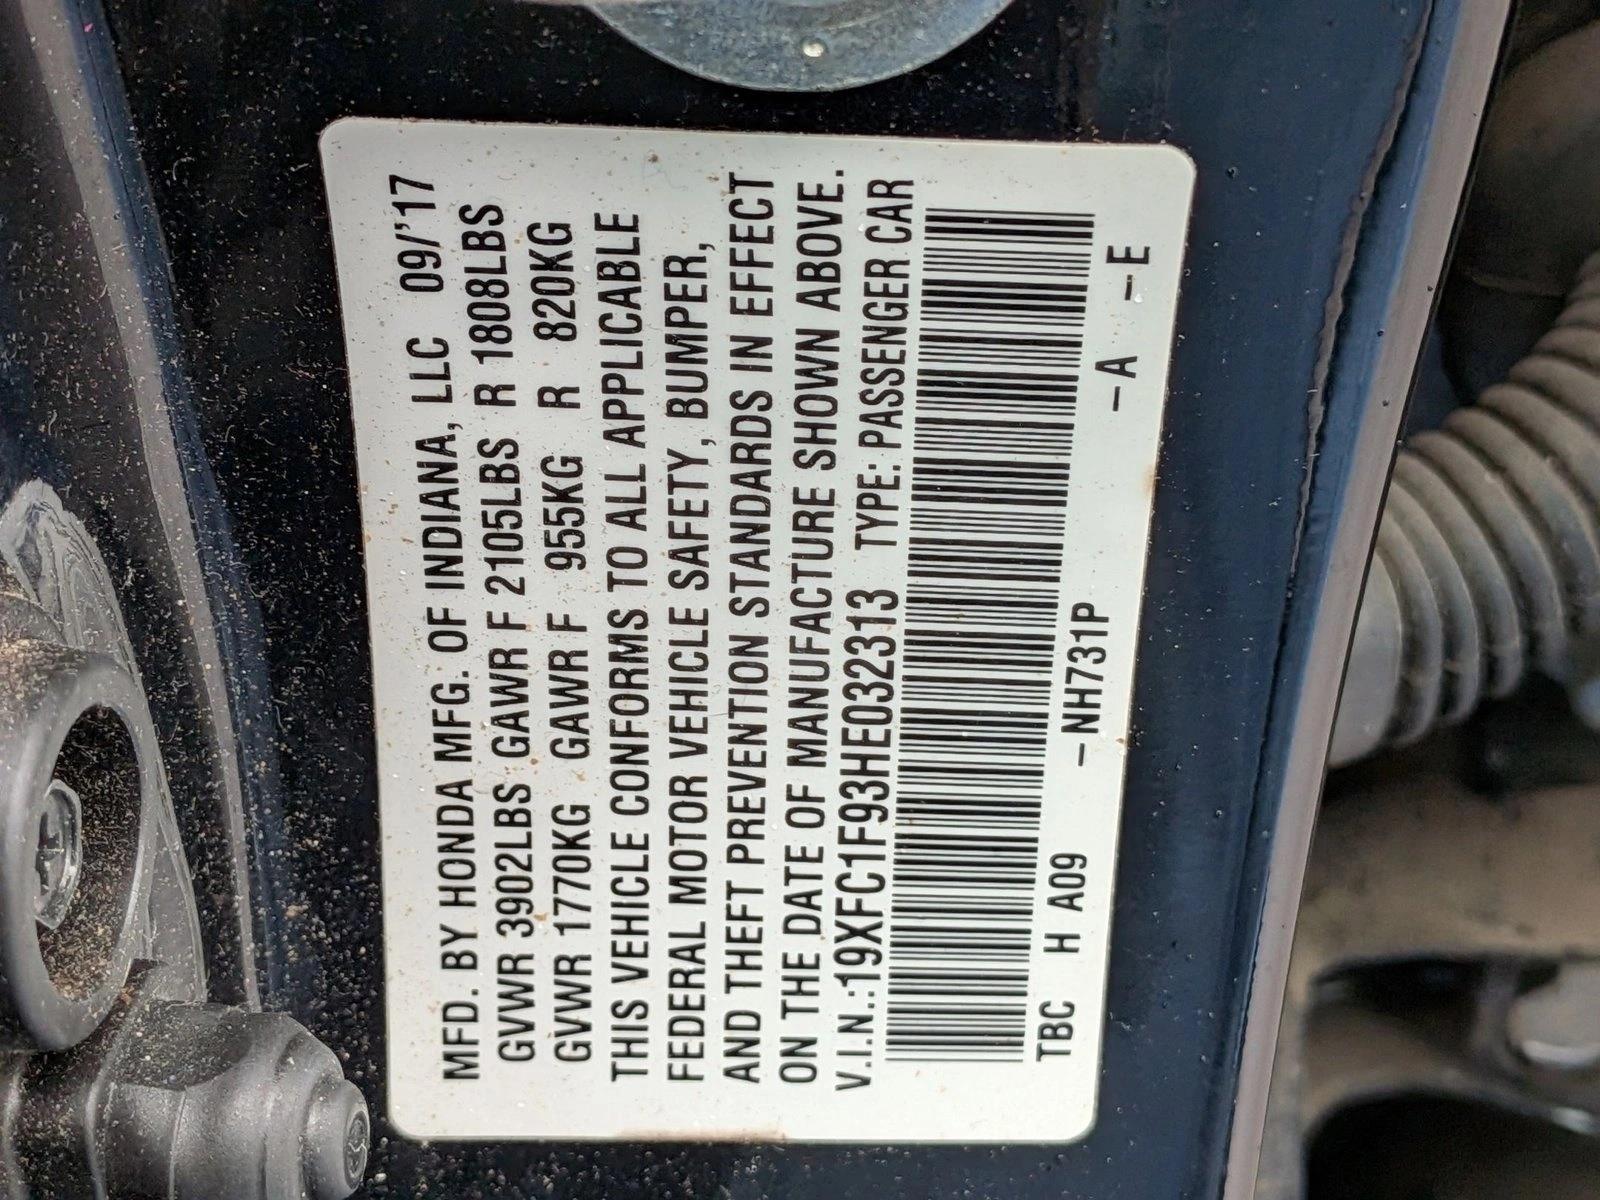 MFD. BY HONDA MFG. OF INDIANA, LLC 09/'17
GVWR 3902LBS GAWR F 2105LBS R 1808LBS
GVWR 1770KG GAWR F 955KG R 820KG
THIS VEHICLE CONFORMS TO ALL APPLICABLE
FEDERAL MOTOR VEHICLE SAFETY, BUMPER,
AND THEFT PREVENTION STANDARDS IN EFFECT
ON THE DATE OF MANUFACTURE SHOWN ABOVE.
V.I.N.:19XFC1F93HE032313 TYPE: PASSENGER CAR
TBC H A09 –NH731P –A –E